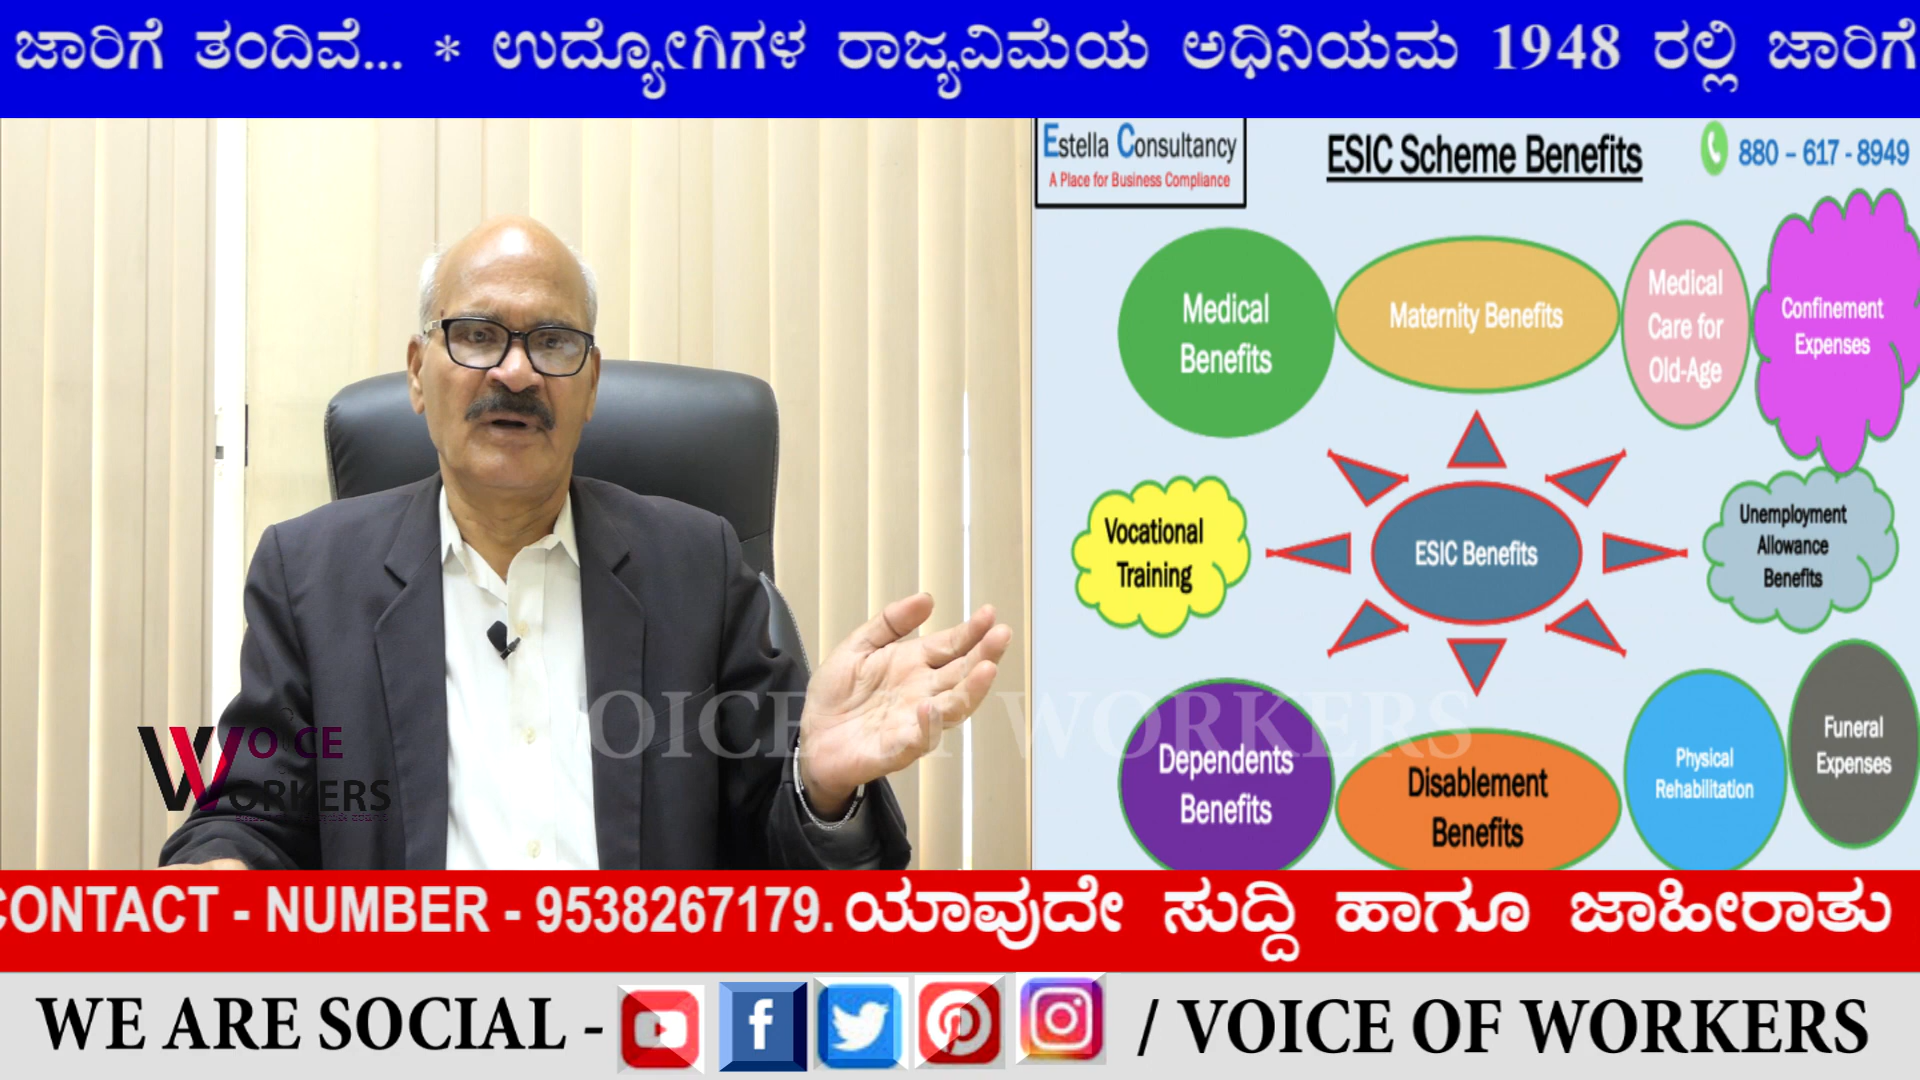 ಜಾರಿಗೆ ತಂದಿವೆ... * ಉದ್ಯೋಗಿಗಳ ರಾಜ್ಯವಿಮೆಯ ಅಧಿನಿಯಮ 1948 ರಲ್ಲಿ ಜಾರಿಗೆ
Estella Consultancy
A Place for Business Compliance
ESIC Scheme Benefits
880 - 617 - 8949
Medical
Benefits
Maternity Benefits
Medical
Care for
Old-Age
Confinement
Expenses
Vocational
Training
ESIC Benefits
Unemployment
Allowance
Benefits
Dependents
Benefits
Disablement
Benefits
Physical
Rehabilitation
Funeral
Expenses
VOICE
WORKERS
OICE OF WORKERS
CONTACT - NUMBER - 9538267179. ಯಾವುದೇ ಸುದ್ದಿ ಹಾಗೂ ಜಾಹೀರಾತು
WE ARE SOCIAL - / VOICE OF WORKERS